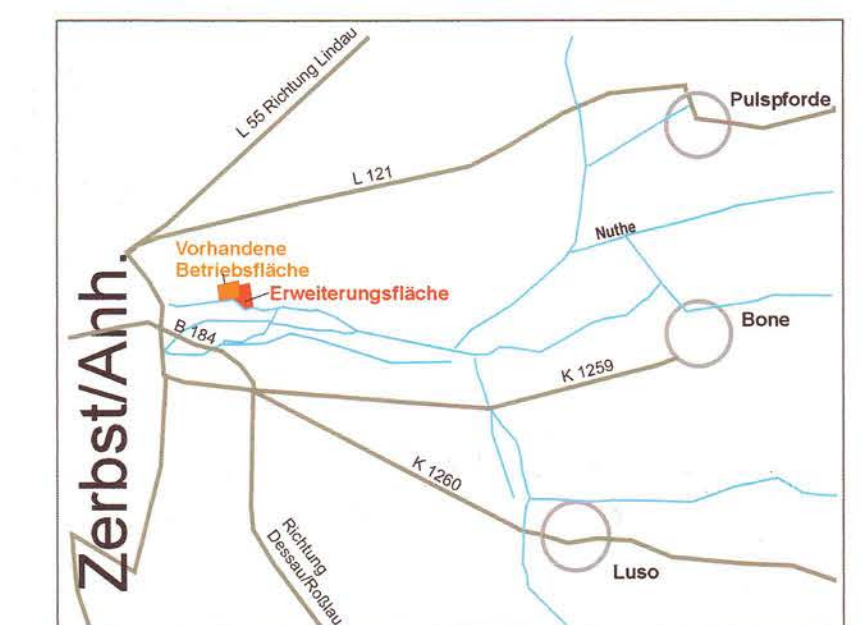 L 55 Richtung Lindau
Pulspforde
L 121
Nuthe
Vorhandene
Betriebsfläche
Erweiterungsfläche
Zerbst/Anh.
B 184
Bone
K 1259
K 1260
Richtung
Dessau/Roßlau
Luso